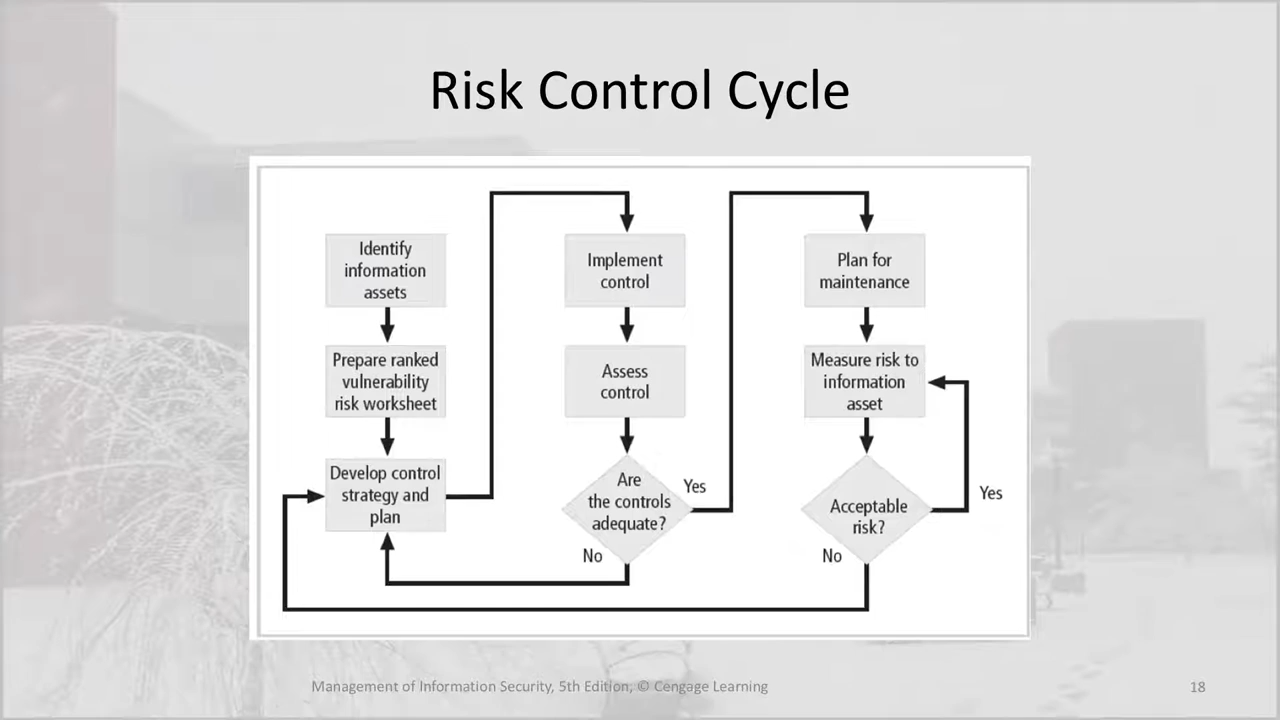 Risk Control Cycle
Identify
information
assets
Prepare ranked
vulnerability
risk worksheet
Develop control
strategy and
plan
Implement
control
Assess
control
Are
the controls
adequate?
Yes
No
Plan for
maintenance
Measure risk to
information
asset
Acceptable
risk?
Yes
No
Management of Information Security, 5th Edition, © Cengage Learning
18